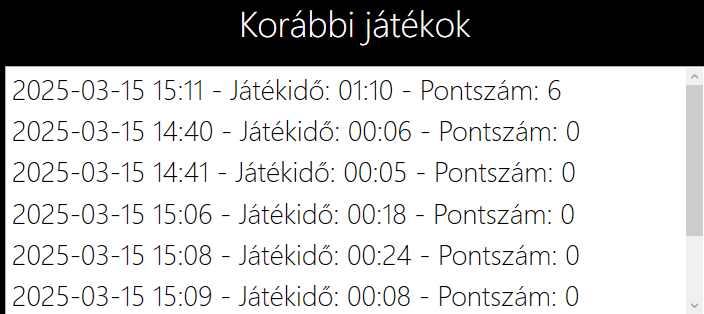 Korábbi játékok
2025-03-15 15:11 - Játékidő: 01:10 - Pontszám: 6
2025-03-15 14:40 - Játékidő: 00:06 - Pontszám: 0
2025-03-15 14:41 - Játékidő: 00:05 - Pontszám: 0
2025-03-15 15:06 - Játékidő: 00:18 - Pontszám: 0
2025-03-15 15:08 - Játékidő: 00:24 - Pontszám: 0
2025-03-15 15:09 - Játékidő: 00:08 - Pontszám: 0